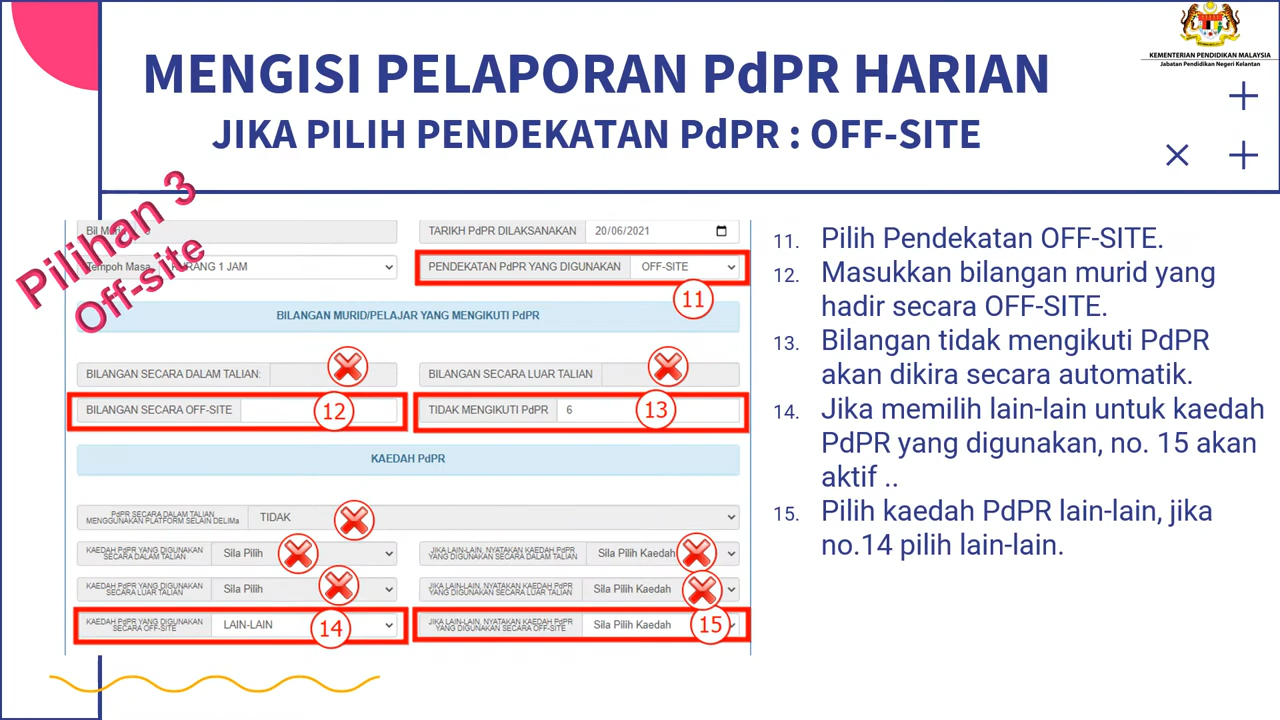 KEMENTERIAN PENDIDIKAN MALAYSIA
Jabatan Pendidikan Negeri Kelantan
MENGISI PELAPORAN PdPR HARIAN
JIKA PILIH PENDEKATAN PdPR : OFF-SITE
Pilihan 3
Off-site
TARIKH PdPR DILAKSANAKAN 20/06/2021
Tempoh Masa KURANG 1 JAM
PENDEKATAN PdPR YANG DIGUNAKAN OFF-SITE
11
BILANGAN MURID/PELAJAR YANG MENGIKUTI PdPR
BILANGAN SECARA DALAM TALIAN:
BILANGAN SECARA LUAR TALIAN
BILANGAN SECARA OFF-SITE 12
TIDAK MENGIKUTI PdPR 6 13
KAEDAH PdPR
PdPR SECARA DALAM TALIAN
MENGGUNAKAN PLATFORM SELAIN DELIMa
TIDAK
KAEDAH PdPR YANG DIGUNAKAN
SECARA DALAM TALIAN
Sila Pilih
JIKA LAIN-LAIN, NYATAKAN KAEDAH PdPR
YANG DIGUNAKAN SECARA DALAM TALIAN
Sila Pilih Kaedah
KAEDAH PdPR YANG DIGUNAKAN
SECARA LUAR TALIAN
Sila Pilih
JIKA LAIN-LAIN, NYATAKAN KAEDAH PdPR
YANG DIGUNAKAN SECARA LUAR TALIAN
Sila Pilih Kaedah
KAEDAH PdPR YANG DIGUNAKAN
SECARA OFF-SITE
LAIN-LAIN 14
JIKA LAIN-LAIN, NYATAKAN KAEDAH PdPR
YANG DIGUNAKAN SECARA OFF-SITE
Sila Pilih Kaedah 15
11. Pilih Pendekatan OFF-SITE.
12. Masukkan bilangan murid yang
hadir secara OFF-SITE.
13. Bilangan tidak mengikuti PdPR
akan dikira secara automatik.
14. Jika memilih lain-lain untuk kaedah
PdPR yang digunakan, no. 15 akan
aktif ..
15. Pilih kaedah PdPR lain-lain, jika
no.14 pilih lain-lain.